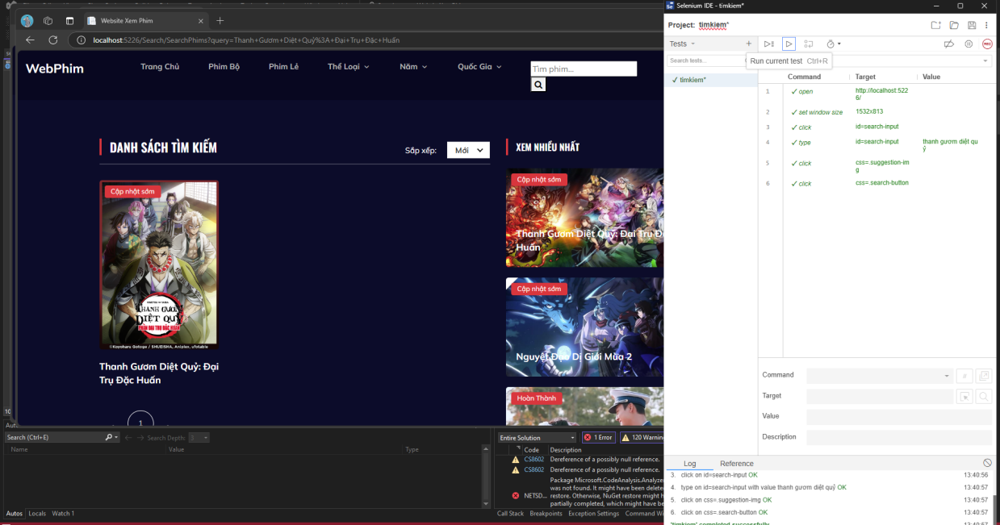 Website Xem Phim
localhost:5226/Search/SearchPhims?query=Thanh+Gươm+Diệt+Quỷ%3A+Đại+Trụ+Đặc+Huấn
WebPhim
Trang Chủ
Phim Bộ
Phim Lẻ
Thể Loại
Năm
Quốc Gia
Tìm phim...
DANH SÁCH TÌM KIẾM
Sắp xếp:
Mới
XEM NHIỀU NHẤT
Cập nhật sớm
THANH GƯƠM
DIỆT QUỶ
©Koyoharu Gotoge / SHUEISHA, Aniplex, ufotable
Thanh Gươm Diệt Quỷ: Đại
Trụ Đặc Huấn
1
Cập nhật sớm
Thanh Gươm Diệt Quỷ: Đại Trụ Đ
Huấn
Cập nhật sớm
Nguyệt Đạo Dị Giới Mùa 2
Hoàn Thành
Selenium IDE - timkiem*
Project: timkiem*
Tests
Run current test Ctrl+R
REC
Search tests...
✓ timkiem*
Command Target Value
1 ✓ open http://localhost:522
6/
2 ✓ set window size 1532x813
3 ✓ click id=search-input
4 ✓ type id=search-input thanh gươm diệt qu
ỷ
5 ✓ click css=.suggestion-im
g
6 ✓ click css=.search-button
Command
//
Target
Value
Description
Log Reference
3. click on id=search-input OK 13:40:56
4. type on id=search-input with value thanh gươm diệt quỷ OK 13:40:57
5. click on css=.suggestion-img OK 13:40:57
6. click on css=.search-button OK 13:40:57
'timkiem' completed successfully 13:40:57
Search (Ctrl+E)
Search Depth: 3
Name Value Type
Autos Locals Watch 1
Entire Solution
1 Error
120 Warnin
Code Description
CS8602 Dereference of a possibly null reference.
CS8602 Dereference of a possibly null reference.
Package Microsoft.CodeAnalysis.Analyze
was not found. It might have been delete
NETSD... restore. Otherwise, NuGet restore might h
partially completed, which might have be
Call Stack Breakpoints Exception Settings Command Wi